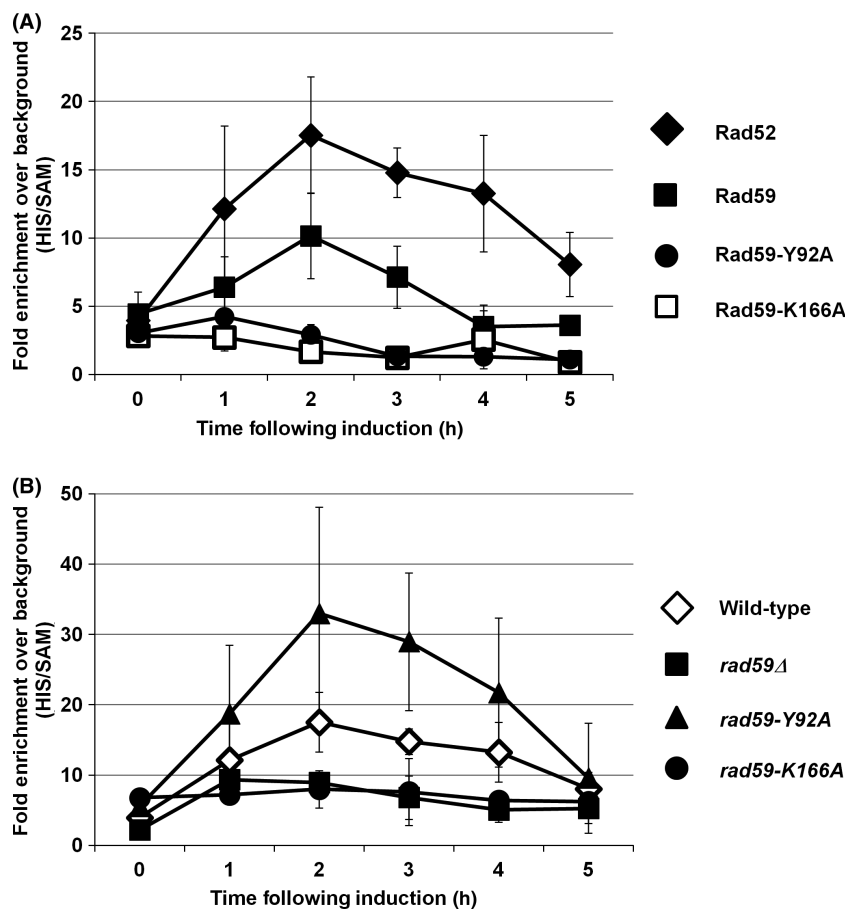 (A)
Fold enrichment over background
(HIS/SAM)
25
20
15
10
5
0
0 1 2 3 4 5
Time following induction (h)
Rad52
Rad59
Rad59-Y92A
Rad59-K166A
(B)
Fold enrichment over background
(HIS/SAM)
50
40
30
20
10
0
0 1 2 3 4 5
Time following induction (h)
Wild-type
rad59Δ
rad59-Y92A
rad59-K166A